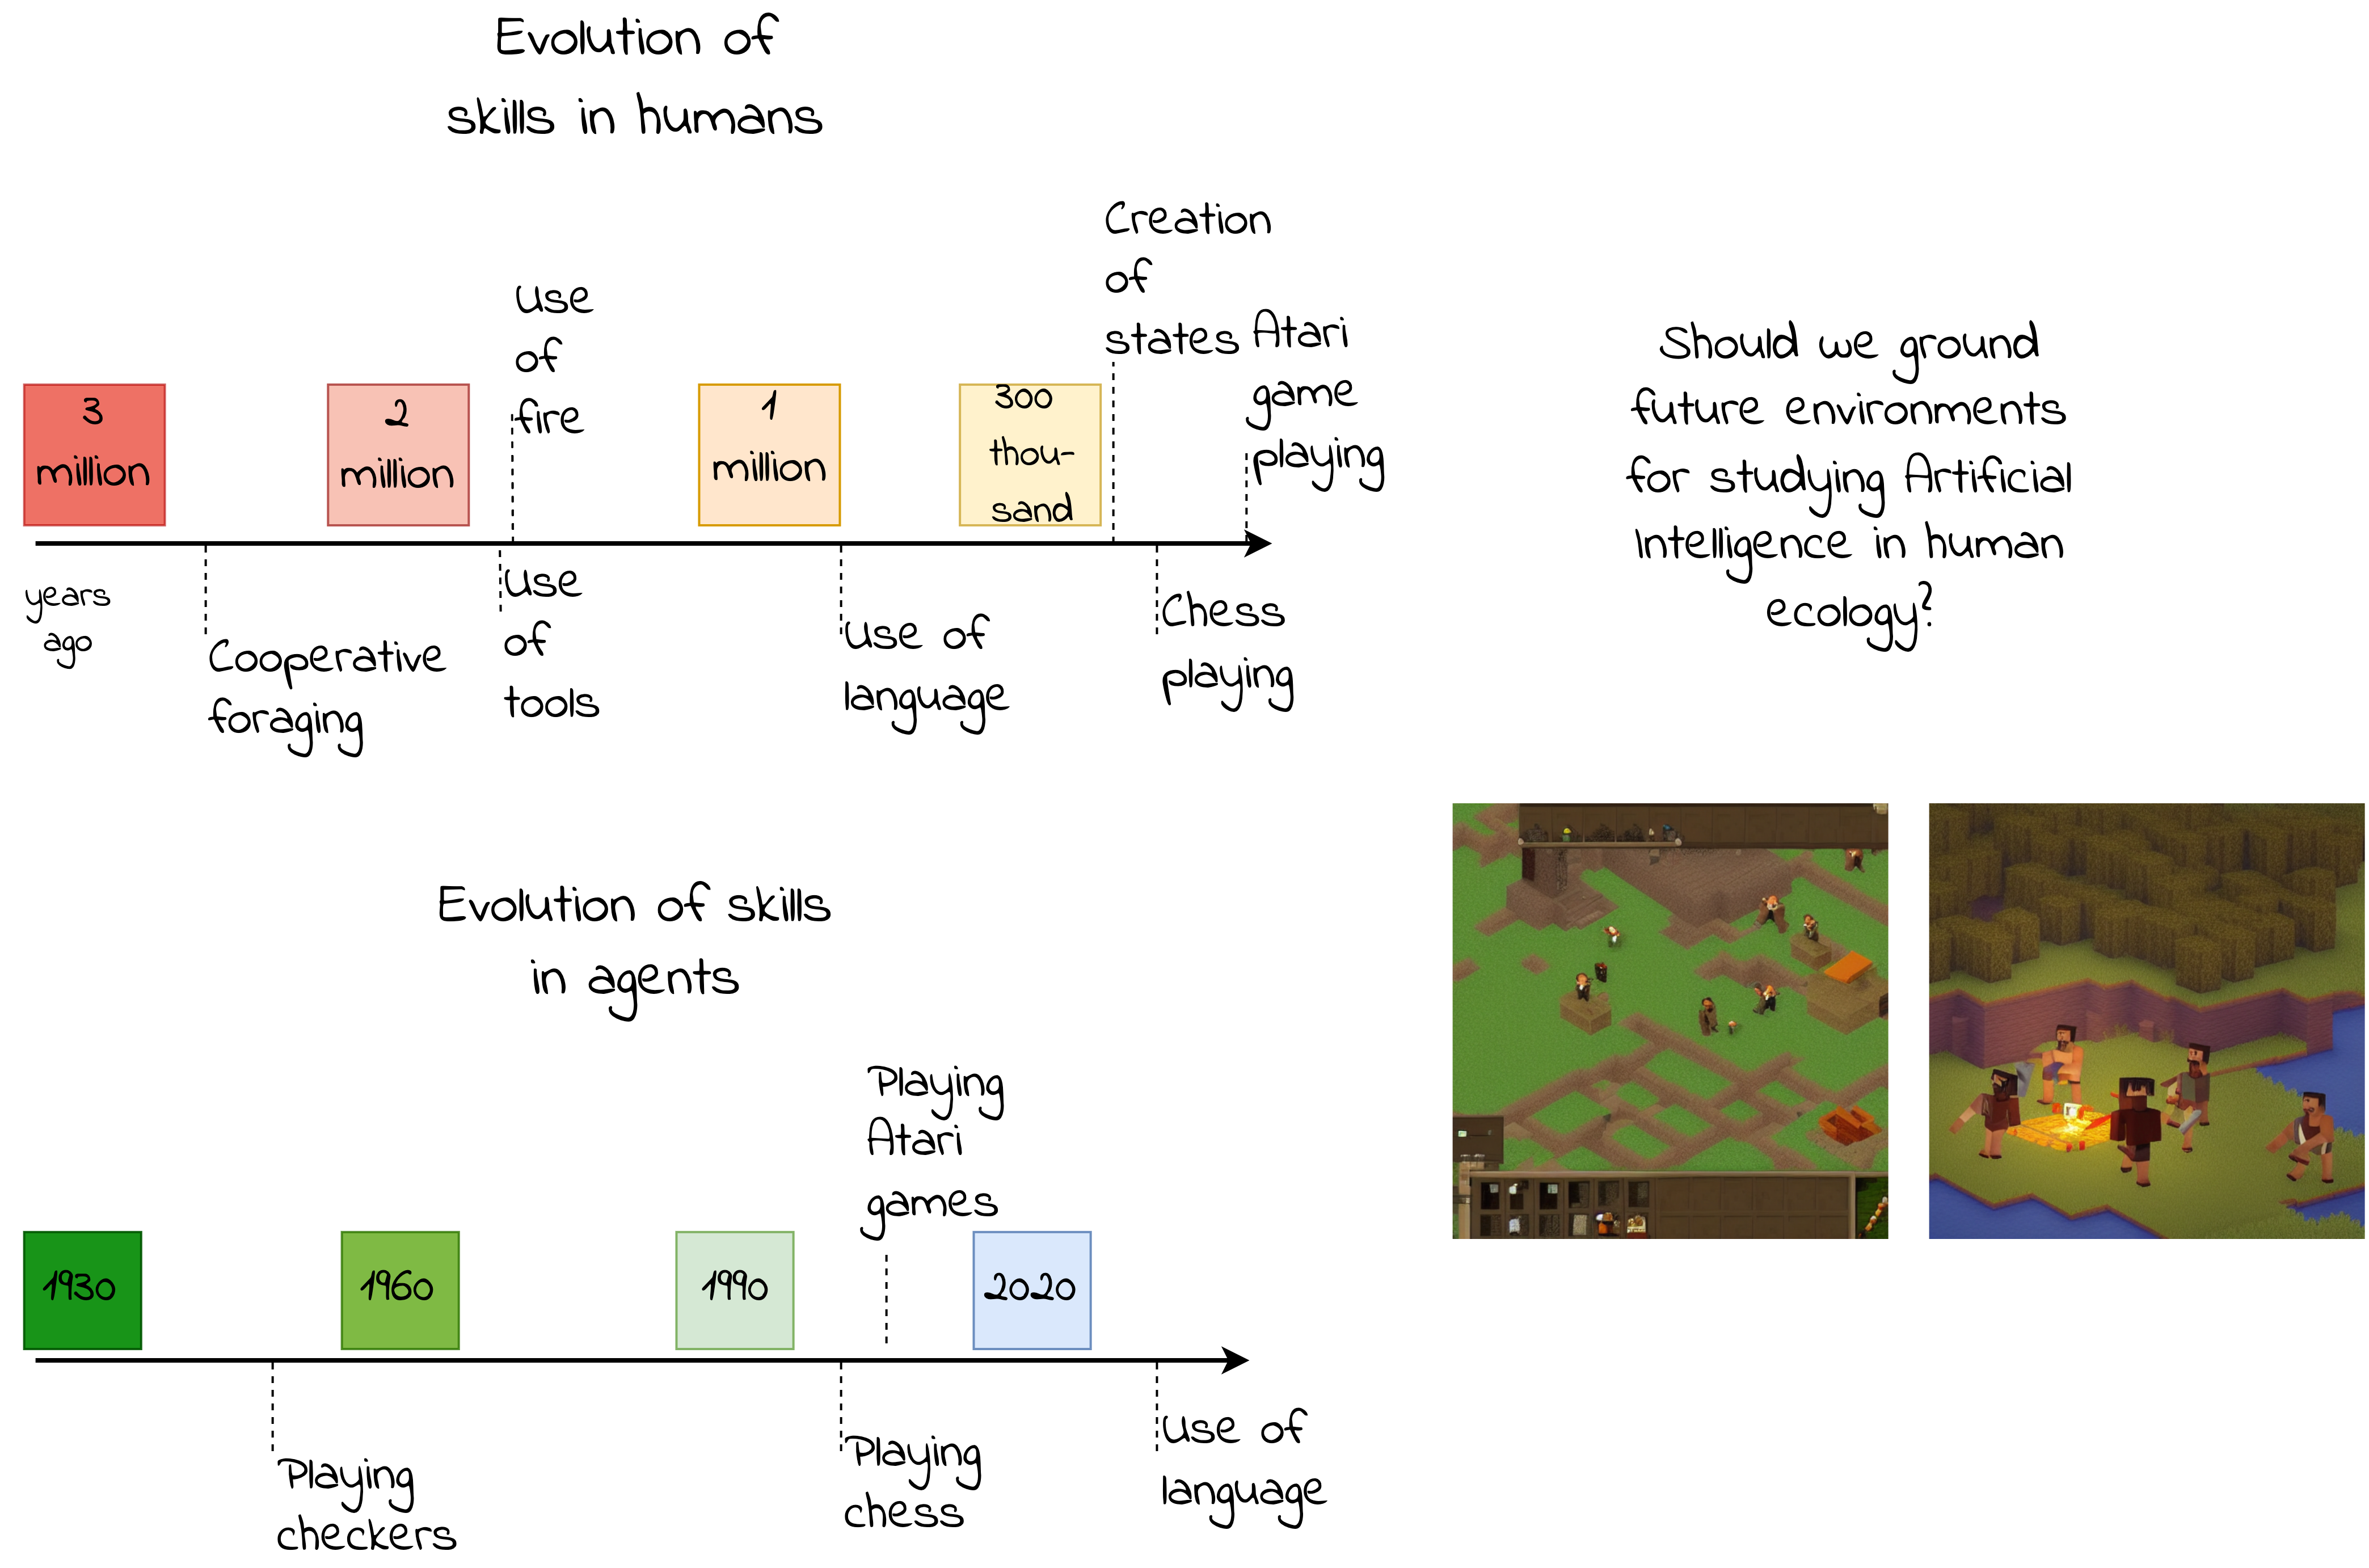 Evolution of
skills in humans
Creation
of
states
Use
of
fire
Atari
game
playing
3
million
2
million
1
million
300
thou-
sand
years
ago
Cooperative
foraging
Use
of
tools
Use of
language
Chess
playing
Should we ground
future environments
for studying Artificial
Intelligence in human
ecology?
Evolution of skills
in agents
Playing
Atari
games
1930
1960
1990
2020
Playing
checkers
Playing
chess
Use of
language